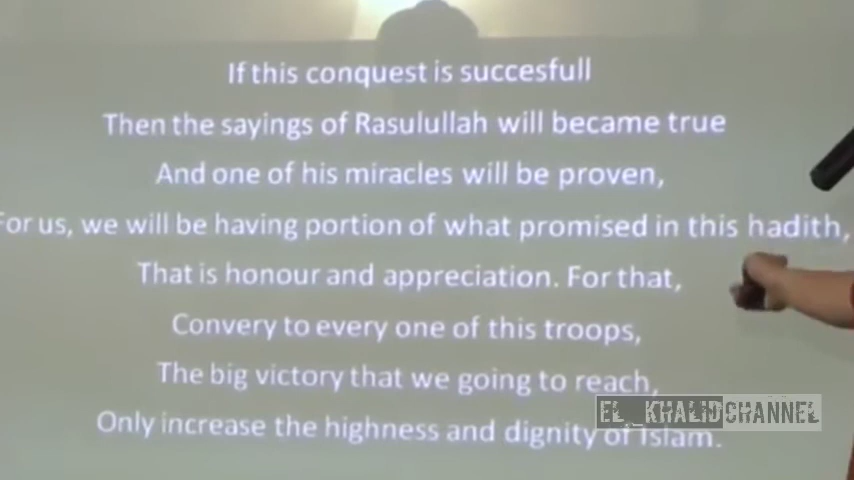 If this conquest is succesfull
Then the sayings of Rasulullah will became true
And one of his miracles will be proven,
For us, we will be having portion of what promised in this hadith,
That is honour and appreciation. For that,
Convery to every one of this troops,
The big victory that we going to reach,
Only increase the highness and dignity of Islam.
EL_KHALIDCHANNEL